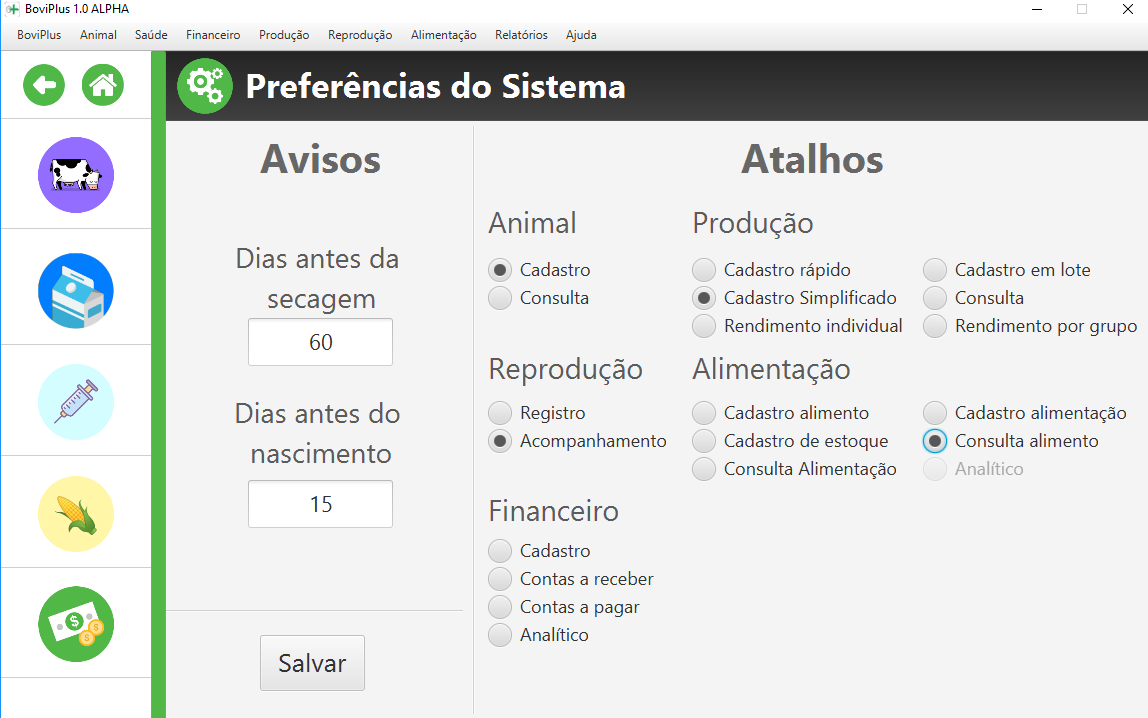 BoviPlus 1.0 ALPHA
BoviPlus Animal Saúde Financeiro Produção Reprodução Alimentação Relatórios Ajuda
Preferências do Sistema
Avisos
Dias antes da
secagem
60
Dias antes do
nascimento
15
Salvar
Atalhos
Animal
Cadastro
Consulta
Produção
Cadastro rápido
Cadastro em lote
Cadastro Simplificado
Consulta
Rendimento individual
Rendimento por grupo
Reprodução
Registro
Acompanhamento
Alimentação
Cadastro alimento
Cadastro alimentação
Cadastro de estoque
Consulta alimento
Consulta Alimentação
Analítico
Financeiro
Cadastro
Contas a receber
Contas a pagar
Analítico